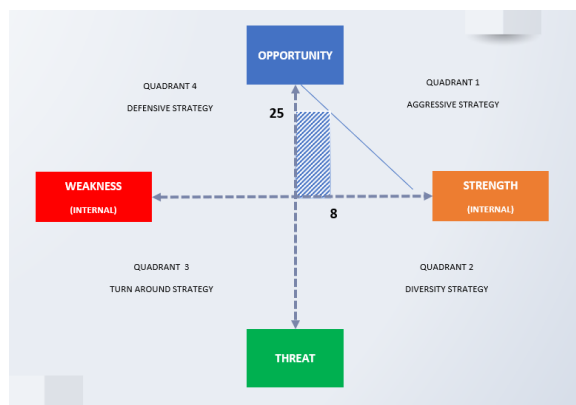 OPPORTUNITY
QUADRANT 4
DEFENSIVE STRATEGY
QUADRANT 1
AGGRESSIVE STRATEGY
25
WEAKNESS
(INTERNAL)
STRENGTH
(INTERNAL)
8
QUADRANT 3
TURN AROUND STRATEGY
QUADRANT 2
DIVERSITY STRATEGY
THREAT